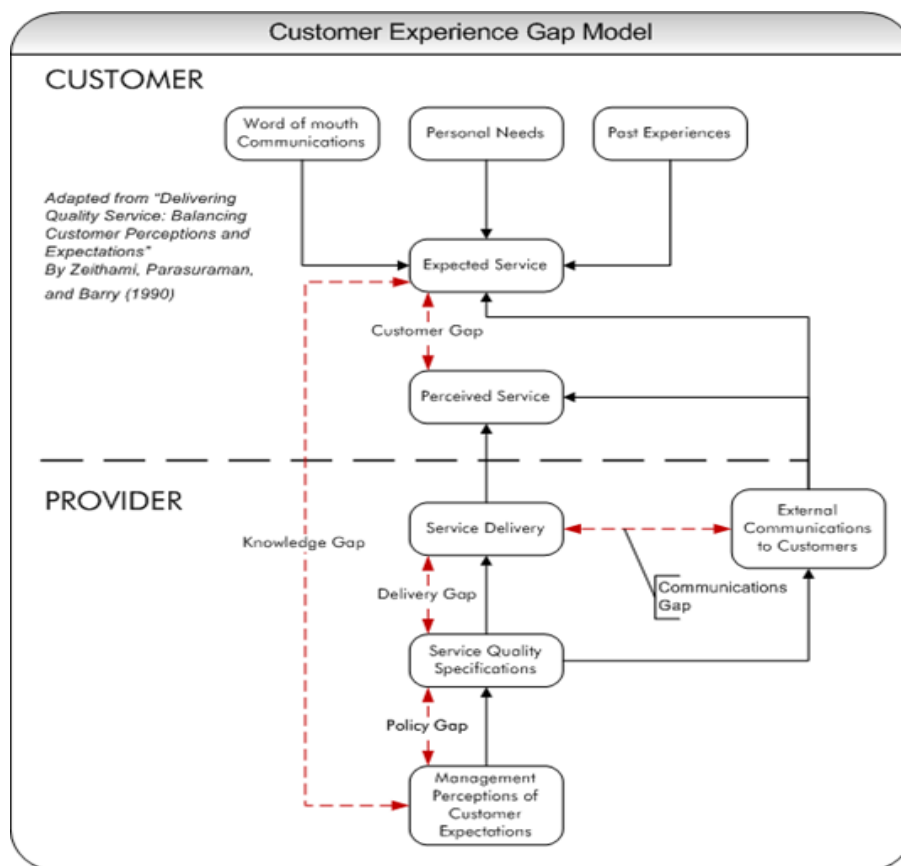 Customer Experience Gap Model
CUSTOMER
Word of mouth
Communications
Personal Needs
Past Experiences
Adapted from "Delivering
Quality Service: Balancing
Customer Perceptions and
Expectations"
By Zeithami, Parasuraman,
and Barry (1990)
Expected Service
Customer Gap
Perceived Service
PROVIDER
Service Delivery
External
Communications
to Customers
Knowledge Gap
Delivery Gap
Communications
Gap
Service Quality
Specifications
Policy Gap
Management
Perceptions of
Customer
Expectations